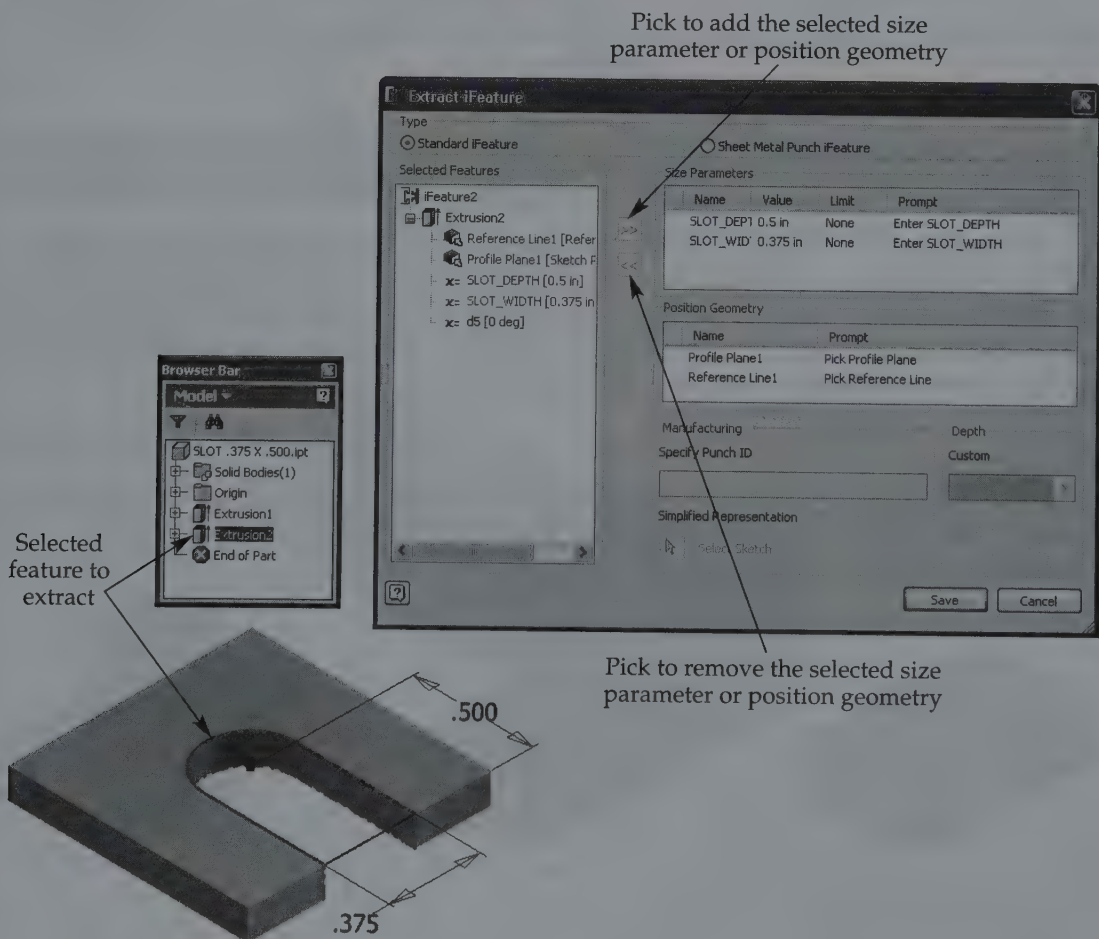 Pick to add the selected size
parameter or position geometry
Extract iFeature
Type
Standard iFeature
Sheet Metal Punch iFeature
Selected Features
iFeature2
Extrusion2
Reference Line1 [Refer
Profile Plane1 [Sketch P
x= SLOT_DEPTH [0.5 in]
x= SLOT_WIDTH [0.375 in
x= d5 [0 deg]
>>
<<
Size Parameters
Name Value Limit Prompt
SLOT_DEPT 0.5 in None Enter SLOT_DEPTH
SLOT_WID 0.375 in None Enter SLOT_WIDTH
Position Geometry
Name Prompt
Profile Plane1 Pick Profile Plane
Reference Line1 Pick Reference Line
Manufacturing
Specify Punch ID
Depth
Custom
Simplified Representation
Select Sketch
Save Cancel
Browser Bar
Model
SLOT .375 X .500.ipt
Solid Bodies(1)
Origin
Extrusion1
Extrusion2
End of Part
Selected
feature to
extract
Pick to remove the selected size
parameter or position geometry
.500
.375